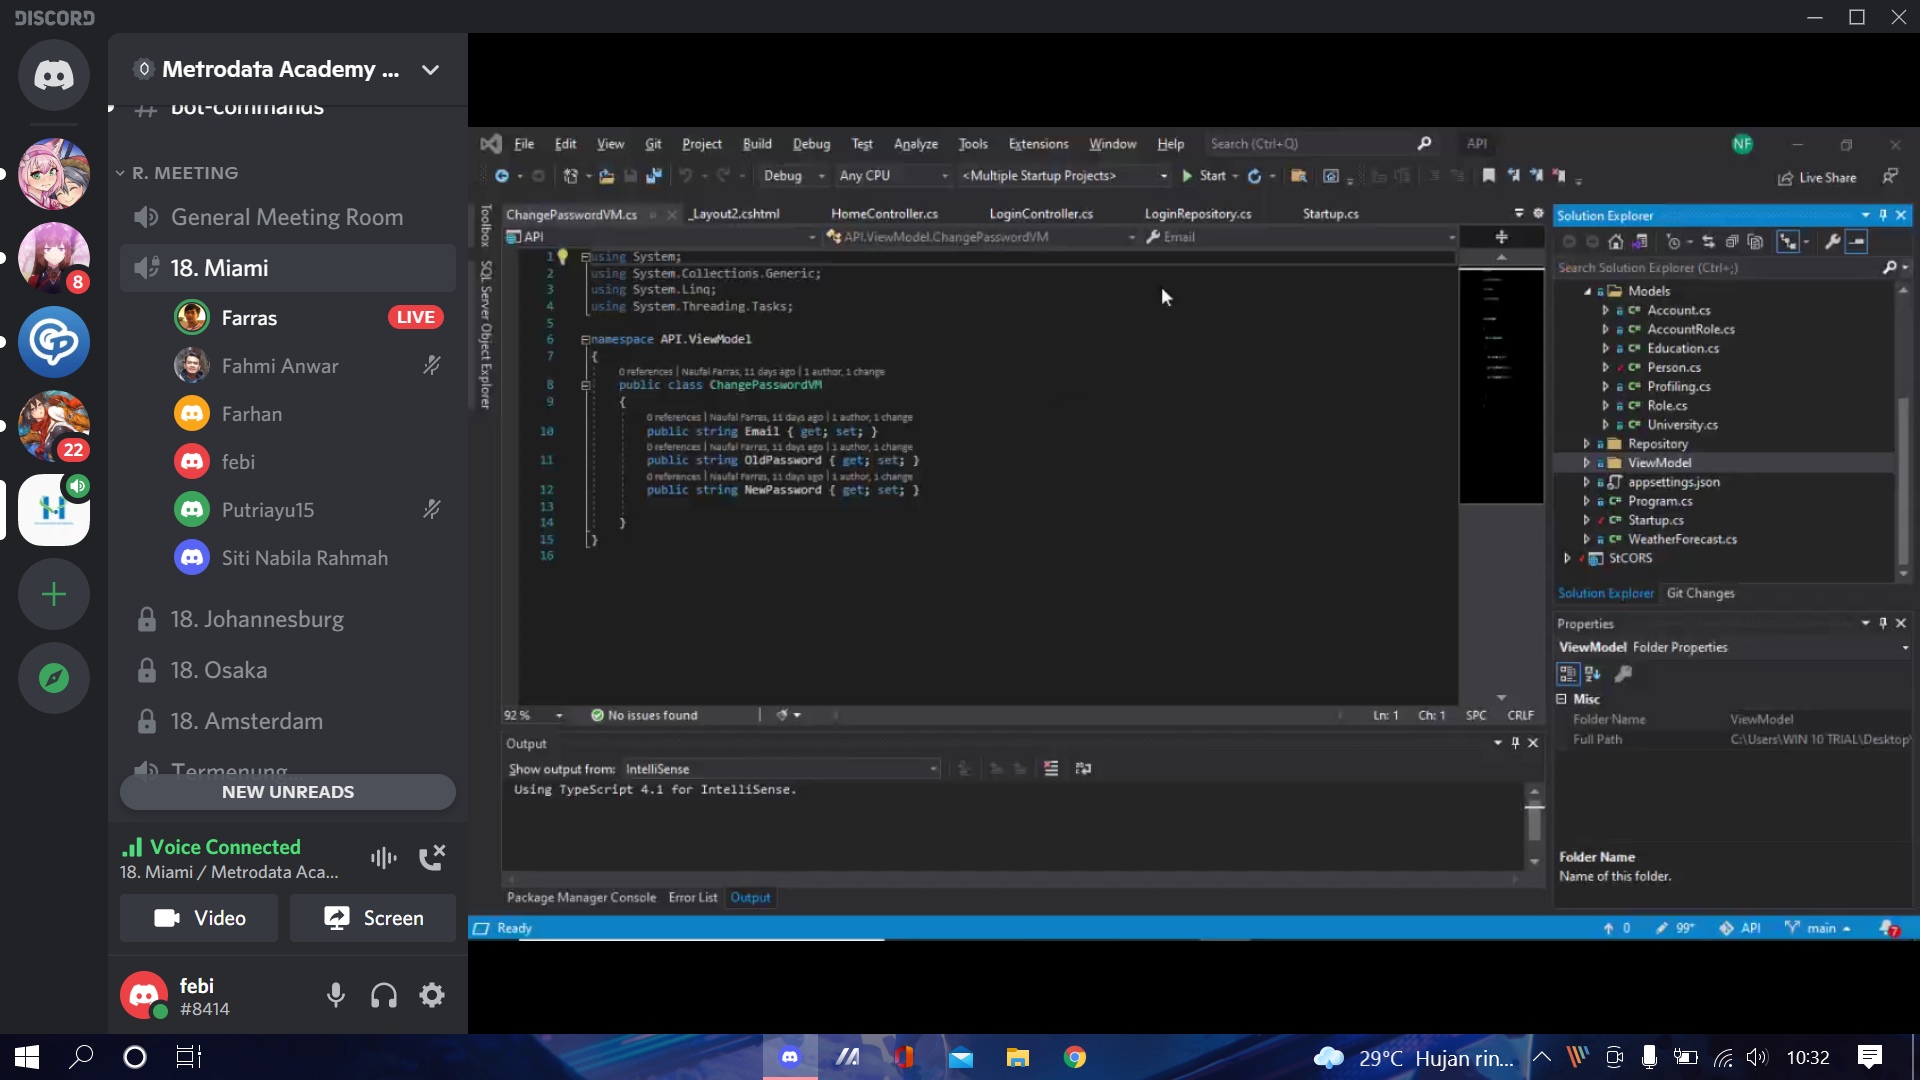 DISCORD
Metrodata Academy ...
bot-commands
R. MEETING
General Meeting Room
18. Miami
Farras
LIVE
Fahmi Anwar
Farhan
febi
Putriayu15
Siti Nabila Rahmah
18. Johannesburg
18. Osaka
18. Amsterdam
Termenung...
NEW UNREADS
8
22
Voice Connected
18. Miami / Metrodata Aca...
Video
Screen
febi
#8414
File Edit View Git Project Build Debug Test Analyze Tools Extensions Window Help Search (Ctrl+Q) API NF
Debug Any CPU <Multiple Startup Projects> Start Live Share
Toolbox
SQL Server Object Explorer
ChangePasswordVM.cs _Layout2.cshtml HomeController.cs LoginController.cs LoginRepository.cs Startup.cs
API API.ViewModel.ChangePasswordVM Email
1 using System;
2 using System.Collections.Generic;
3 using System.Linq;
4 using System.Threading.Tasks;
5
6 namespace API.ViewModel
7 {
0 references | Naufal Farras, 11 days ago | 1 author, 1 change
8 public class ChangePasswordVM
9 {
0 references | Naufal Farras, 11 days ago | 1 author, 1 change
10 public string Email { get; set; }
0 references | Naufal Farras, 11 days ago | 1 author, 1 change
11 public string OldPassword { get; set; }
0 references | Naufal Farras, 11 days ago | 1 author, 1 change
12 public string NewPassword { get; set; }
13
14 }
15 }
16
92 % No issues found Ln: 1 Ch: 1 SPC CRLF
Output
Show output from: IntelliSense
Using TypeScript 4.1 for IntelliSense.
Package Manager Console Error List Output
Solution Explorer
Search Solution Explorer (Ctrl+;)
Models
C# Account.cs
C# AccountRole.cs
C# Education.cs
C# Person.cs
C# Profiling.cs
C# Role.cs
C# University.cs
Repository
ViewModel
appsettings.json
C# Program.cs
C# Startup.cs
C# WeatherForecast.cs
StCORS
Solution Explorer Git Changes
Properties
ViewModel Folder Properties
Misc
Folder Name ViewModel
Full Path C:\Users\WIN 10 TRIAL\Desktop\
Folder Name
Name of this folder.
Ready 0 99+ API main 7
29°C Hujan rin... 10:32